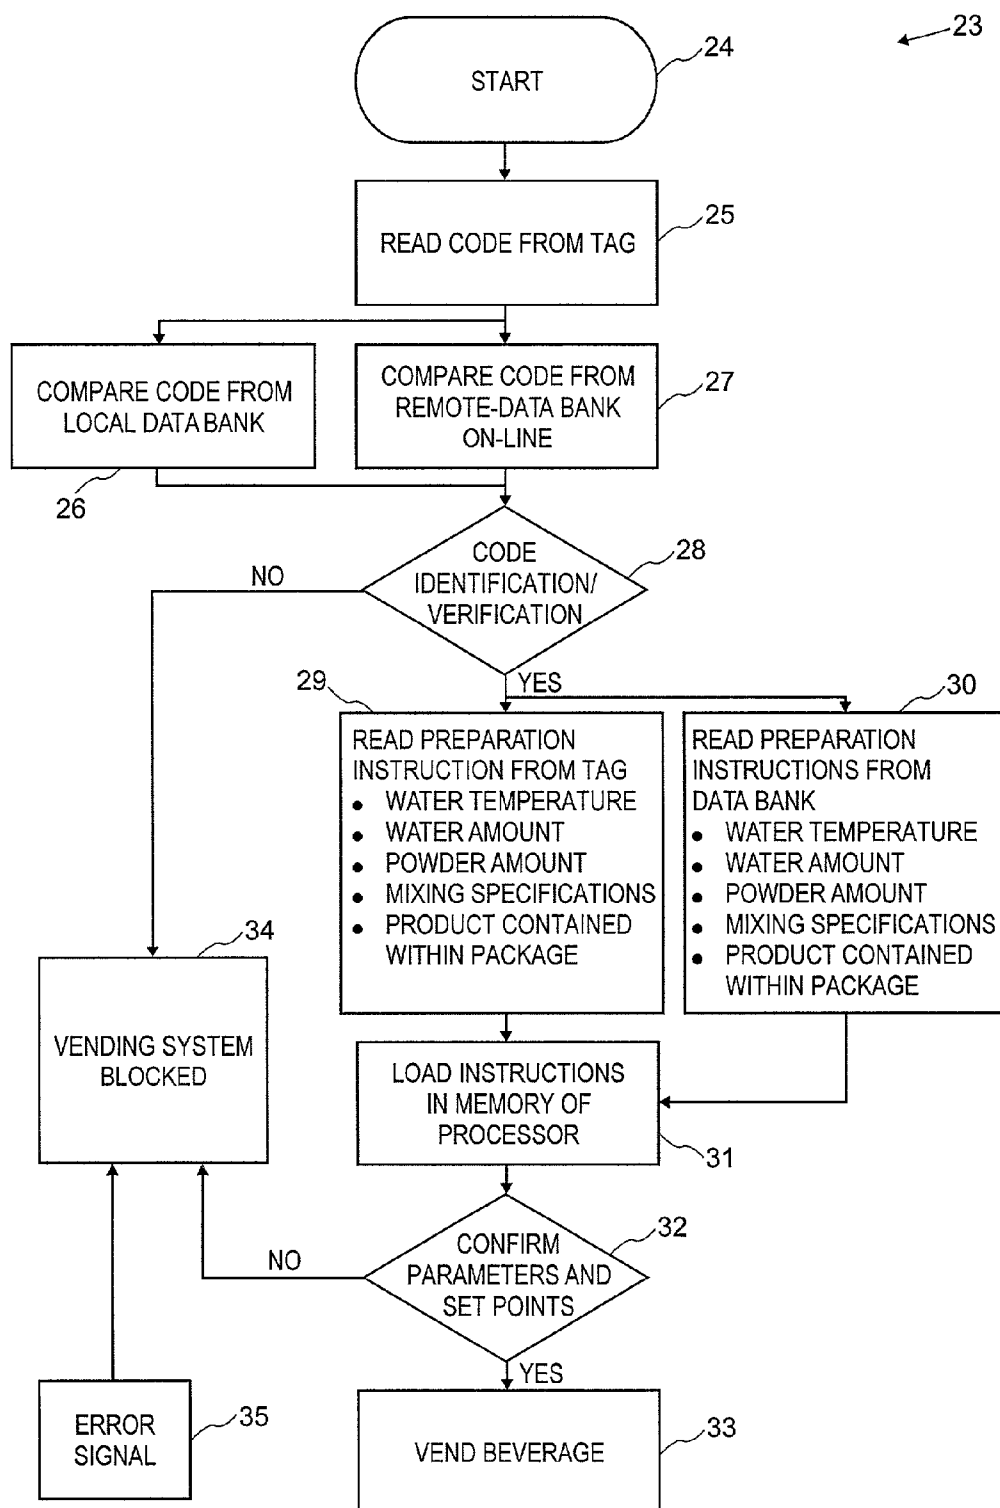 23
24
START
25
READ CODE FROM TAG
COMPARE CODE FROM
LOCAL DATA BANK
26
COMPARE CODE FROM
REMOTE-DATA BANK
ON-LINE
27
CODE
IDENTIFICATION/
VERIFICATION
28
NO
YES
29
READ PREPARATION
INSTRUCTION FROM TAG
• WATER TEMPERATURE
• WATER AMOUNT
• POWDER AMOUNT
• MIXING SPECIFICATIONS
• PRODUCT CONTAINED
WITHIN PACKAGE
30
READ PREPARATION
INSTRUCTIONS FROM
DATA BANK
• WATER TEMPERATURE
• WATER AMOUNT
• POWDER AMOUNT
• MIXING SPECIFICATIONS
• PRODUCT CONTAINED
WITHIN PACKAGE
34
VENDING SYSTEM
BLOCKED
LOAD INSTRUCTIONS
IN MEMORY OF
PROCESSOR
31
CONFIRM
PARAMETERS AND
SET POINTS
32
NO
YES
ERROR
SIGNAL
35
VEND BEVERAGE
33